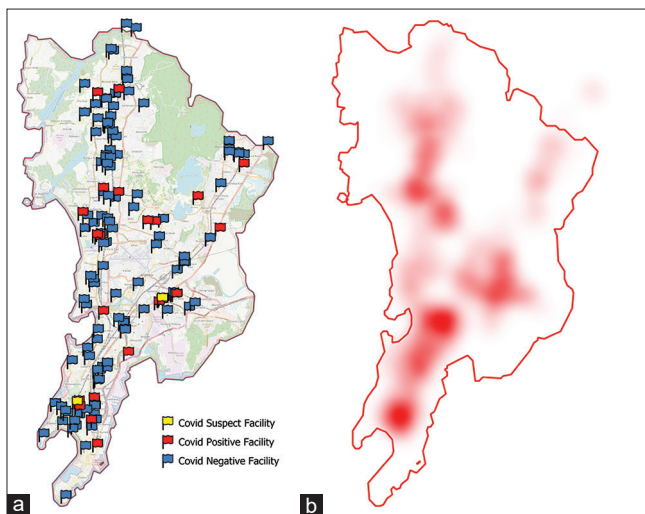 Covid Suspect Facility
Covid Positive Facility
Covid Negative Facility
a
b